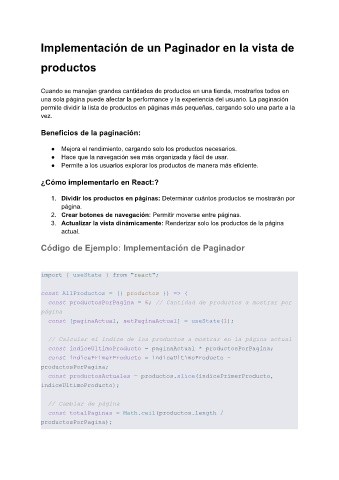 Implementación de un Paginador en la vista de
productos
Cuando se manejan grandes cantidades de productos en una tienda, mostrarlos todos en
una sola página puede afectar la performance y la experiencia del usuario. La paginación
permite dividir la lista de productos en páginas más pequeñas, cargando solo una parte a la
vez.
Beneficios de la paginación:
● Mejora el rendimiento, cargando solo los productos necesarios.
● Hace que la navegación sea más organizada y fácil de usar.
● Permite a los usuarios explorar los productos de manera más eficiente.
¿Cómo implementarlo en React:?
1. Dividir los productos en páginas: Determinar cuántos productos se mostrarán por
página.
2. Crear botones de navegación: Permitir moverse entre páginas.
3. Actualizar la vista dinámicamente: Renderizar solo los productos de la página
actual.
Código de Ejemplo: Implementación de Paginador
import { useState } from "react";
const AllProductos = ({ productos }) => {
const productosPorPagina = 6; // Cantidad de productos a mostrar por
página
const [paginaActual, setPaginaActual] = useState(1);
// Calcular el índice de los productos a mostrar en la página actual
const indiceUltimoProducto = paginaActual * productosPorPagina;
const indicePrimerProducto = indiceUltimoProducto -
productosPorPagina;
const productosActuales = productos.slice(indicePrimerProducto,
indiceUltimoProducto);
// Cambiar de página
const totalPaginas = Math.ceil(productos.length /
productosPorPagina);